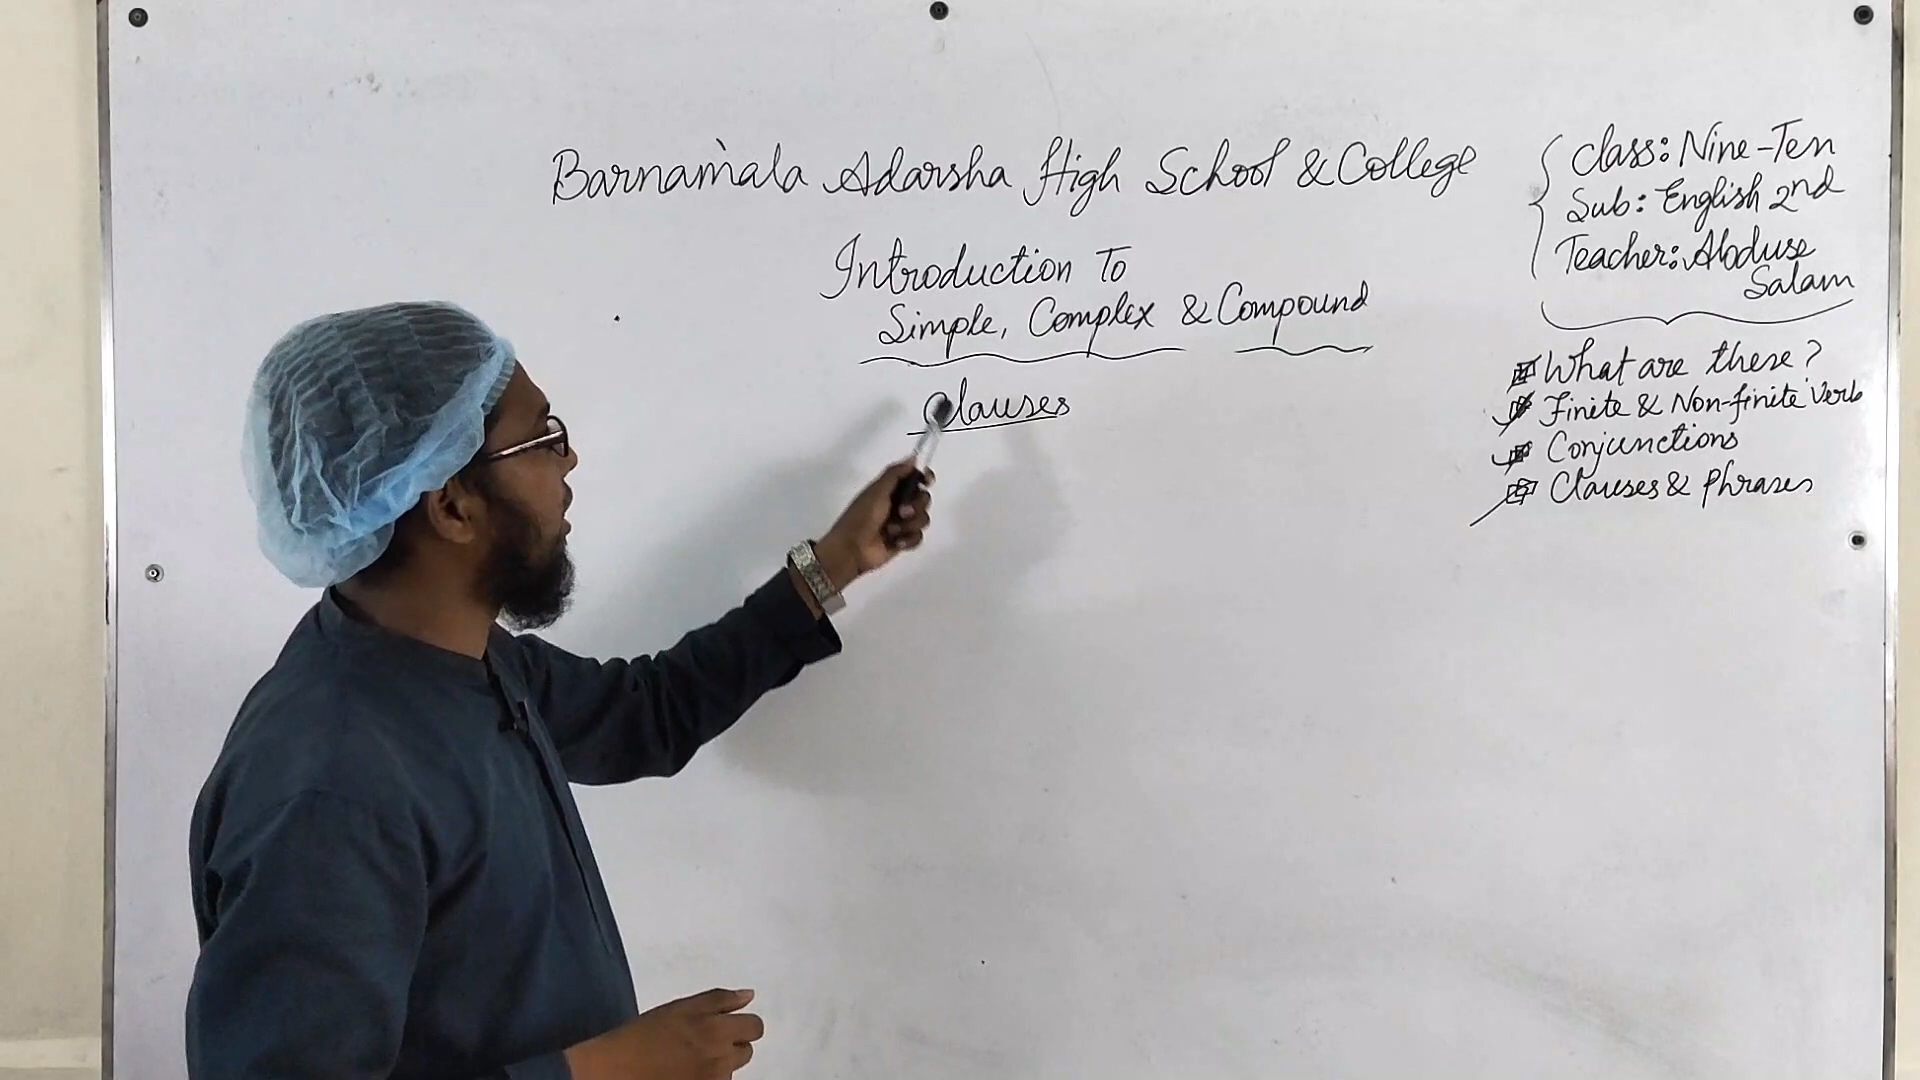 Barnamala Adarsha High School & College
Introduction To
Simple, Complex & Compound
Clauses
Class: Nine-Ten
Sub: English 2nd
Teacher: Abduse
Salam
What are these?
Finite & Non-finite Verb
Conjunctions
Clauses & Phrases